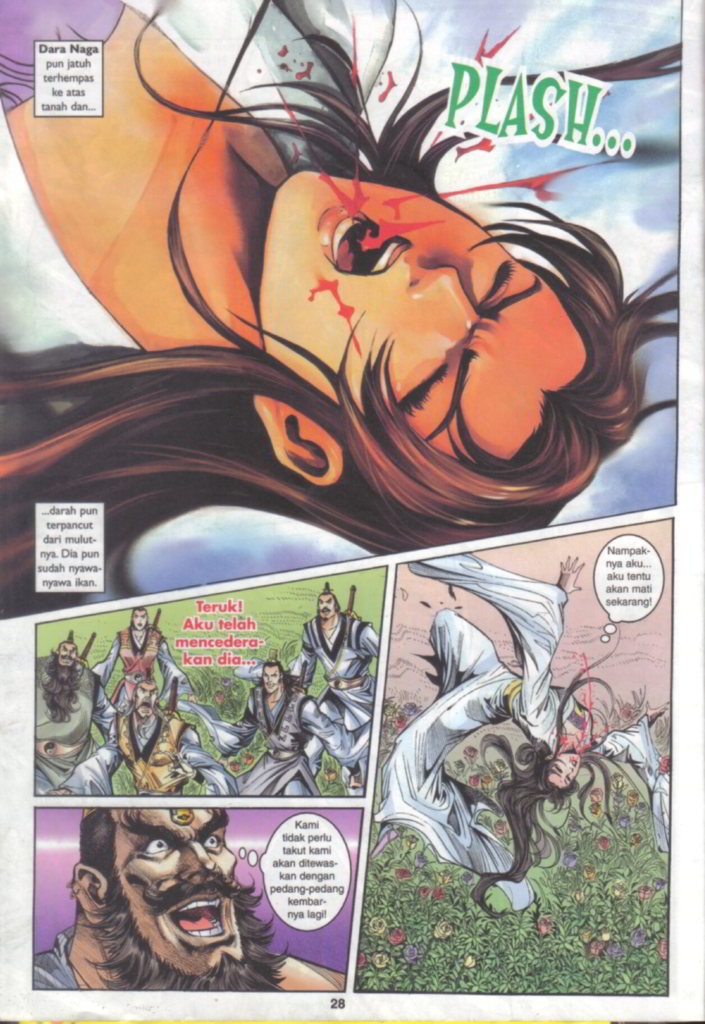 Dara Naga
pun jatuh
terhempas
ke atas
tanah dan...
PLASH...
...darah pun
terpancut
dari mulut-
nya. Dia pun
sudah nyawa-
nyawa ikan.
Teruk!
Aku telah
mencedera-
kan dia...
Nampak-
nya aku...
aku tentu
akan mati
sekarang!
Kami
tidak perlu
takut kami
akan ditewas-
kan dengan
pedang-pedang
kembar-
nya lagi!
28